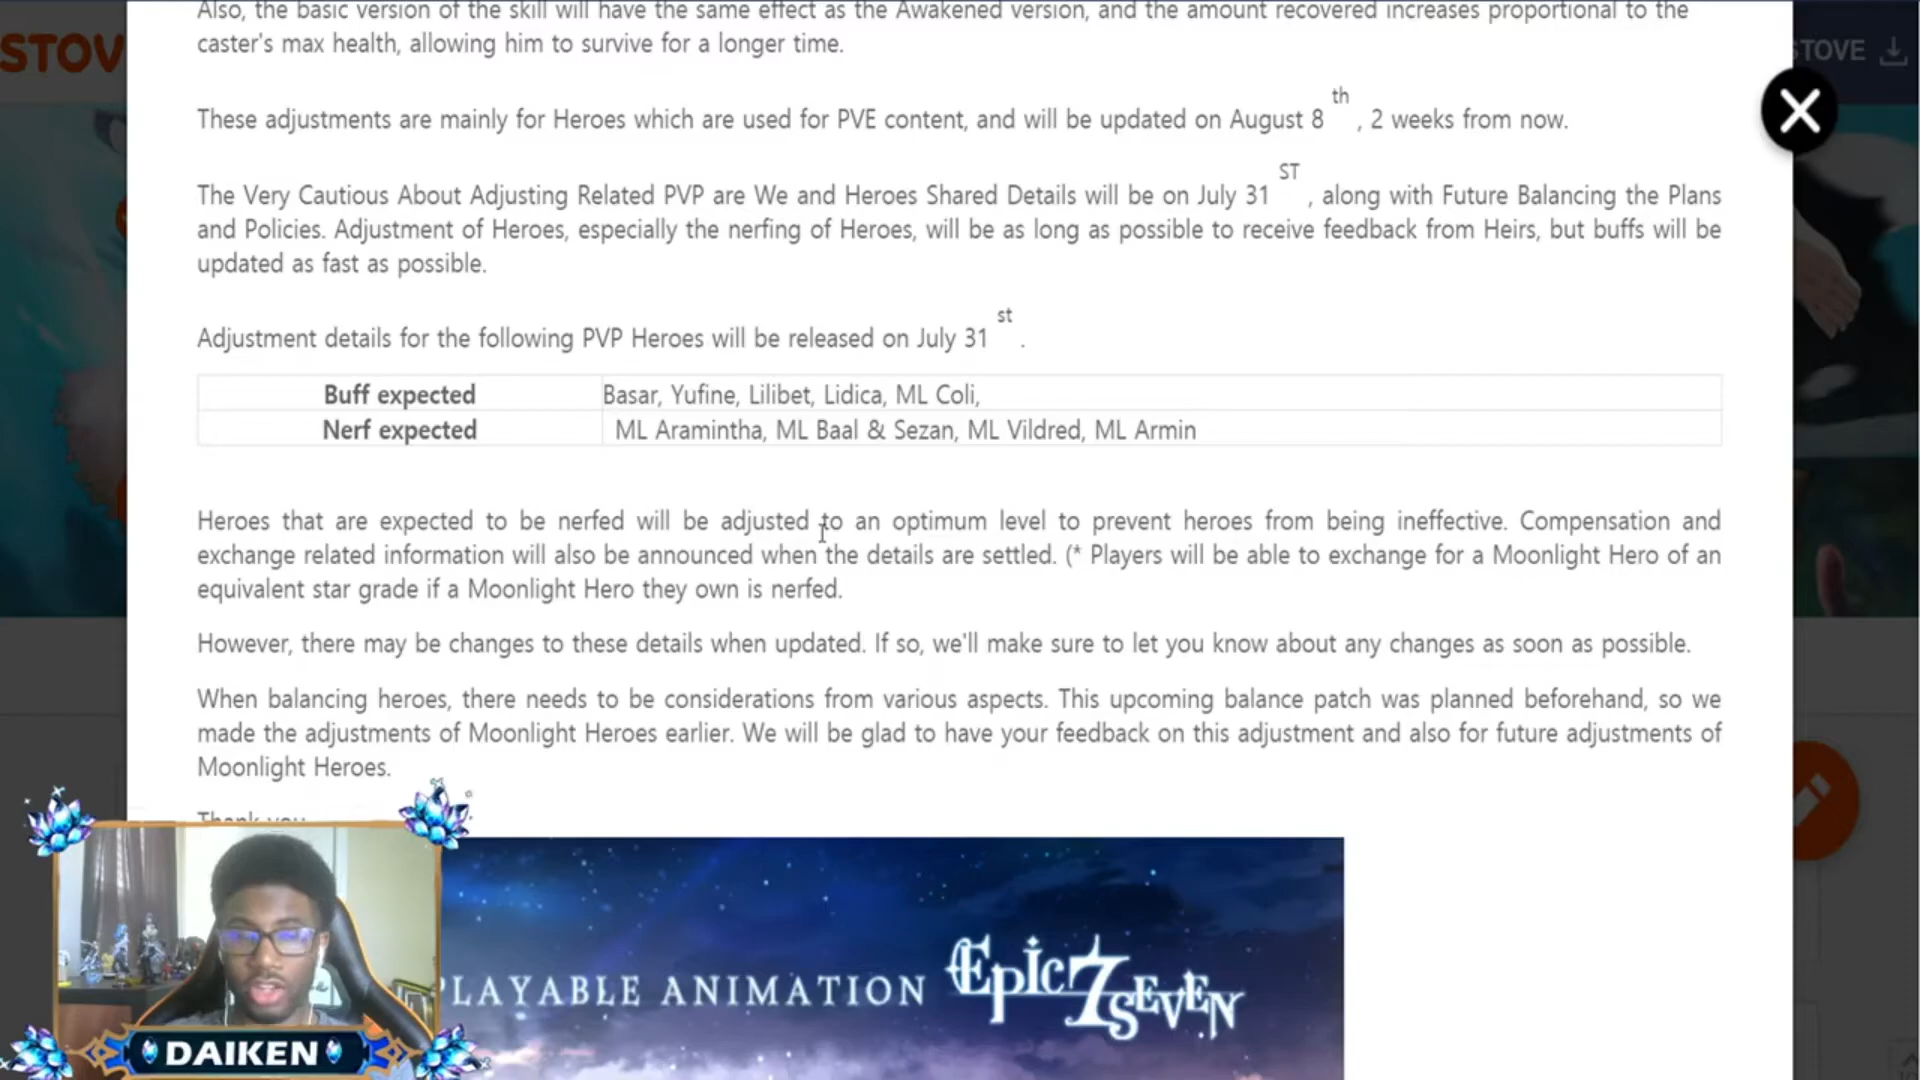 Also, the basic version of the skill will have the same effect as the Awakened version, and the amount recovered increases proportional to the
STOV
caster's max health, allowing him to survive for a longer time.
STOVE
These adjustments are mainly for Heroes which are used for PVE content, and will be updated on August 8 th , 2 weeks from now.
The Very Cautious About Adjusting Related PVP are We and Heroes Shared Details will be on July 31 ST , along with Future Balancing the Plans
and Policies. Adjustment of Heroes, especially the nerfing of Heroes, will be as long as possible to receive feedback from Heirs, but buffs will be
updated as fast as possible.
Adjustment details for the following PVP Heroes will be released on July 31 st .
Buff expected Basar, Yufine, Lilibet, Lidica, ML Coli,
Nerf expected ML Aramintha, ML Baal & Sezan, ML Vildred, ML Armin
Heroes that are expected to be nerfed will be adjusted to an optimum level to prevent heroes from being ineffective. Compensation and
exchange related information will also be announced when the details are settled. (* Players will be able to exchange for a Moonlight Hero of an
equivalent star grade if a Moonlight Hero they own is nerfed.
However, there may be changes to these details when updated. If so, we'll make sure to let you know about any changes as soon as possible.
When balancing heroes, there needs to be considerations from various aspects. This upcoming balance patch was planned beforehand, so we
made the adjustments of Moonlight Heroes earlier. We will be glad to have your feedback on this adjustment and also for future adjustments of
Moonlight Heroes.
Thank you
PLAYABLE ANIMATION Epic 7 SEVEN
DAIKEN